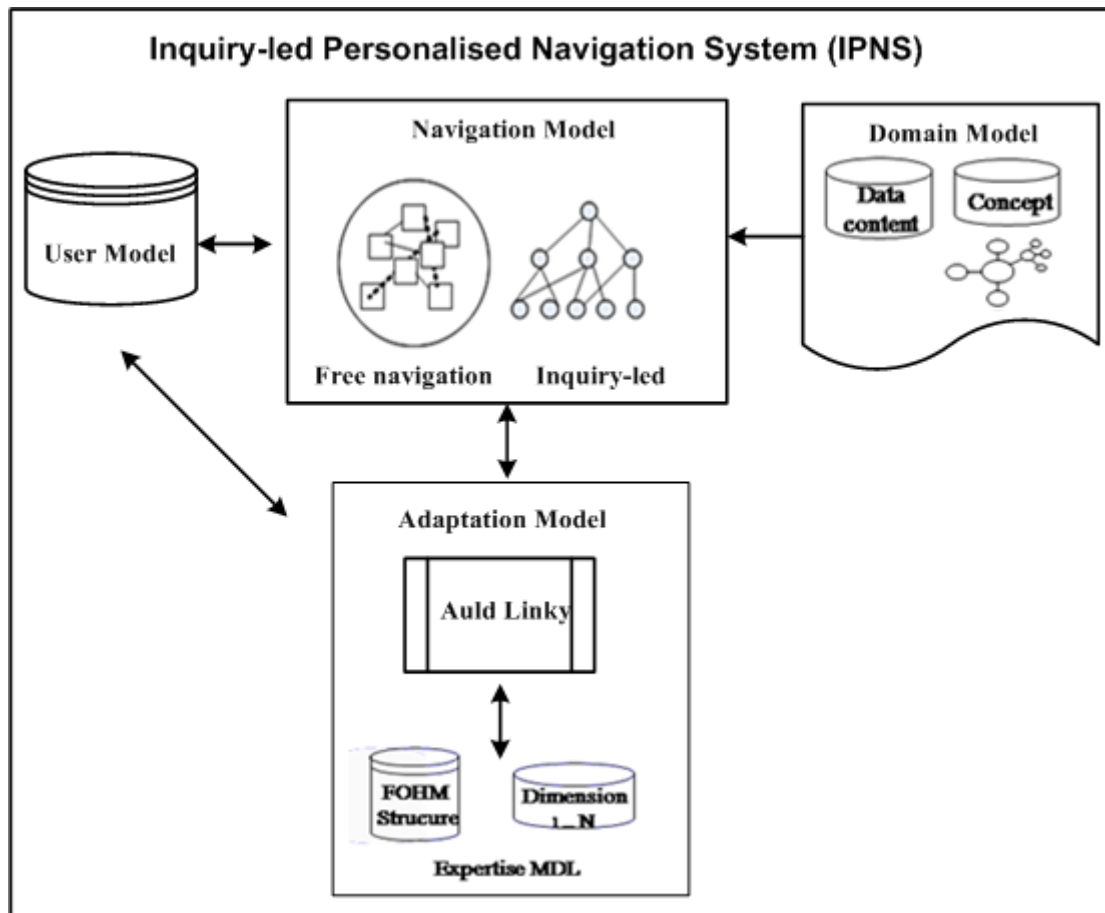 Inquiry-led Personalised Navigation System (IPNS)
Navigation Model
Domain Model
Data
content
Concept
User Model
Free navigation
Inquiry-led
Adaptation Model
Auld Linky
FOHM
Strucure
Dimension
1_N
Expertise MDL